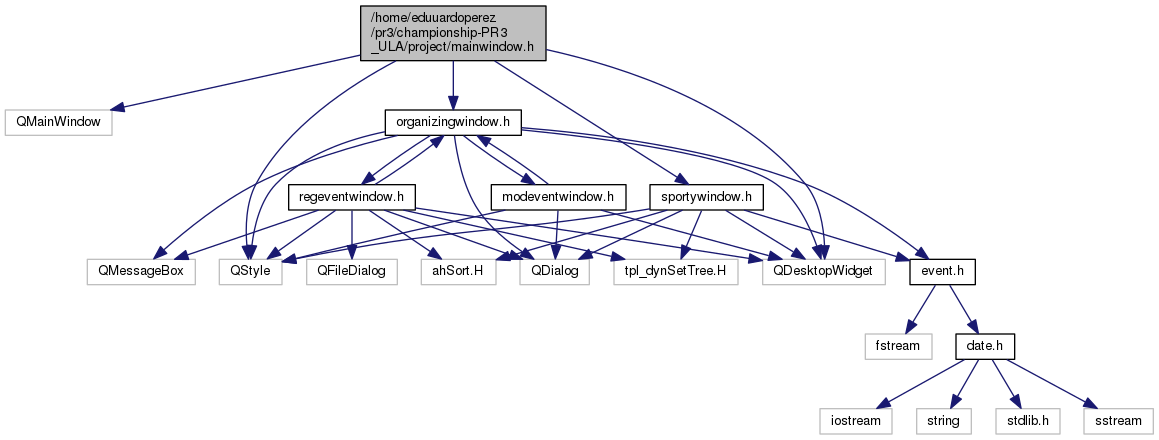 /home/eduuardoperez
/pr3/championship-PR3
_ULA/project/mainwindow.h
QMainWindow
organizingwindow.h
regeventwindow.h
modeventwindow.h
sportywindow.h
QMessageBox
QStyle
QFileDialog
ahSort.H
QDialog
tpl_dynSetTree.H
QDesktopWidget
event.h
fstream
date.h
iostream
string
stdlib.h
sstream